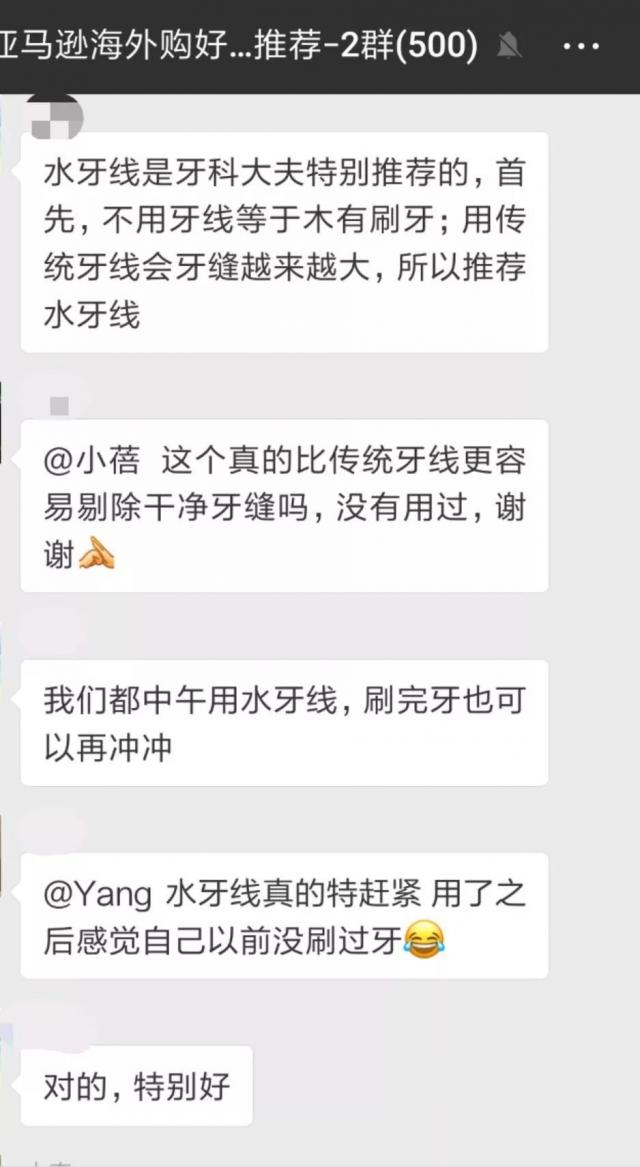 亚马逊海外购好...推荐-2群(500)
水牙线是牙科大夫特别推荐的，首
先，不用牙线等于木有刷牙；用传
统牙线会牙缝越来越大，所以推荐
水牙线
@小蓓 这个真的比传统牙线更容
易剔除干净牙缝吗，没有用过，谢
谢
我们都中午用水牙线，刷完牙也可
以再冲冲
@Yang 水牙线真的特赶紧 用了之
后感觉自己以前没刷过牙😂
对的，特别好